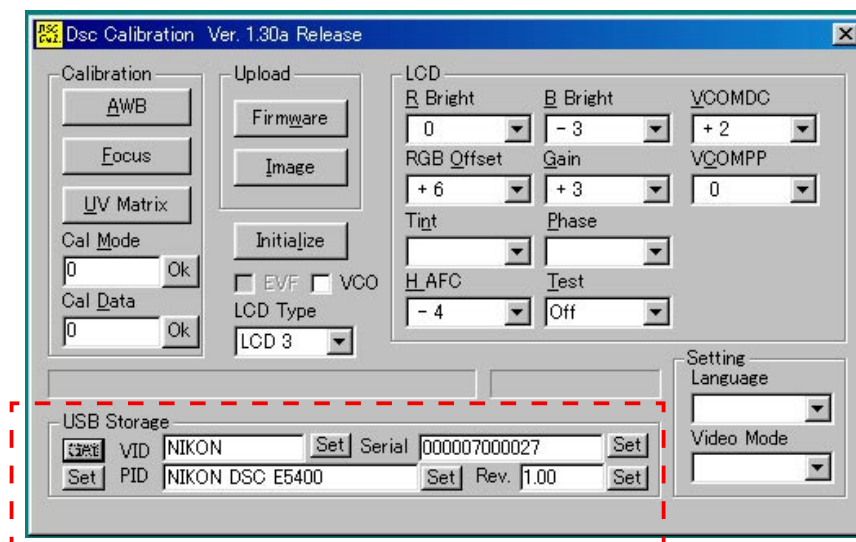 Dsc Calibration Ver. 1.30a Release
Calibration
AWB
Focus
UV Matrix
Cal Mode
0 Ok
Cal Data
0 Ok
Upload
Firmware
Image
Initialize
EVF VCO
LCD Type
LCD 3
LCD
R Bright B Bright VCOMDC
0 - 3 + 2
RGB Offset Gain VCOMPP
+ 6 + 3 0
Tint Phase
H AFC Test
- 4 Off
Setting
Language
Video Mode
USB Storage
Get VID NIKON Set Serial 000007000027 Set
Set PID NIKON DSC E5400 Set Rev. 1.00 Set